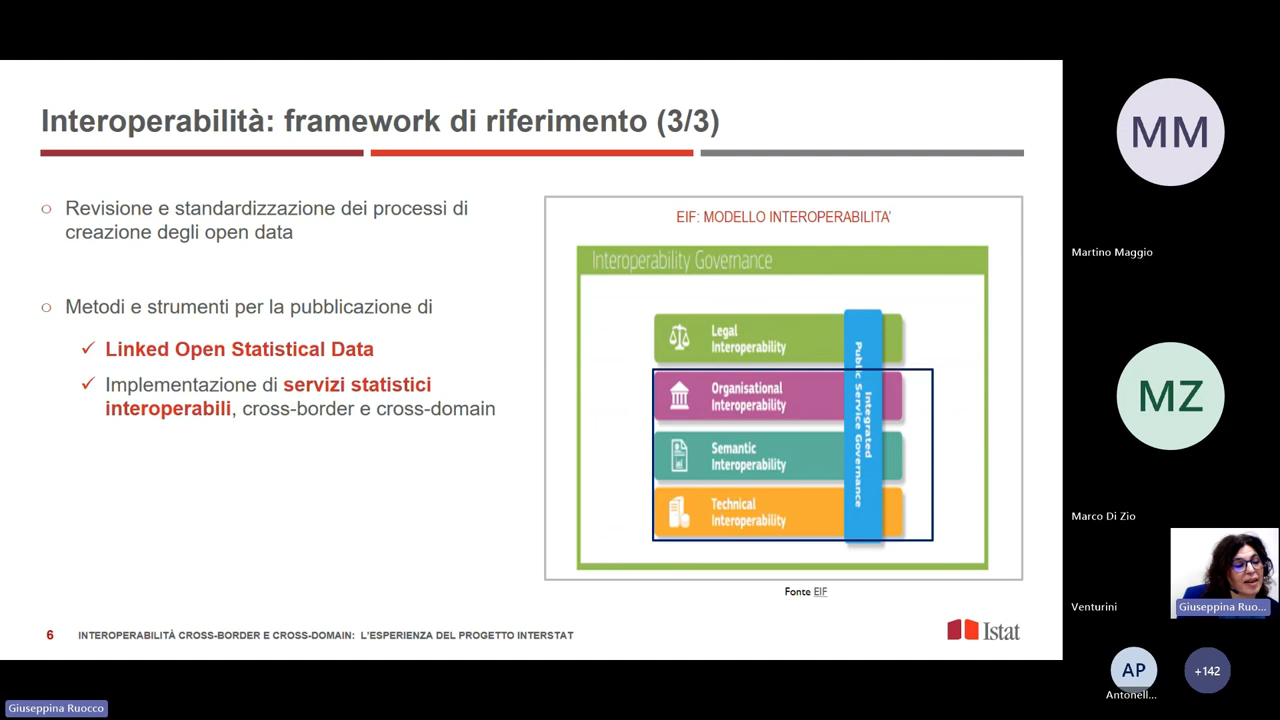 Interoperabilità: framework di riferimento (3/3)
○ Revisione e standardizzazione dei processi di
creazione degli open data
○ Metodi e strumenti per la pubblicazione di
✓ Linked Open Statistical Data
✓ Implementazione di servizi statistici
interoperabili, cross-border e cross-domain
EIF: MODELLO INTEROPERABILITA'
Interoperability Governance
Legal
Interoperability
Organisational
Interoperability
Semantic
Interoperability
Technical
Interoperability
Integrated
Public Service Governance
Fonte EIF
6 INTEROPERABILITÀ CROSS-BORDER E CROSS-DOMAIN: L'ESPERIENZA DEL PROGETTO INTERSTAT
Istat
MM
Martino Maggio
MZ
Marco Di Zio
Venturini
Giuseppina Ruo...
AP
Antonell...
+142
Giuseppina Ruocco